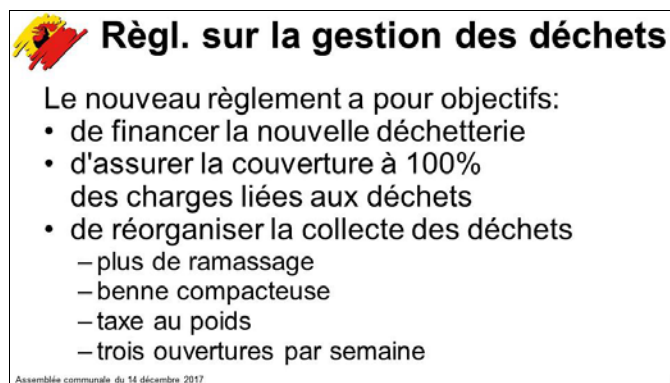 Règl. sur la gestion des déchets
Le nouveau règlement a pour objectifs:
• de financer la nouvelle déchetterie
• d'assurer la couverture à 100%
des charges liées aux déchets
• de réorganiser la collecte des déchets
– plus de ramassage
– benne compacteuse
– taxe au poids
– trois ouvertures par semaine
Assemblée communale du 14 décembre 2017